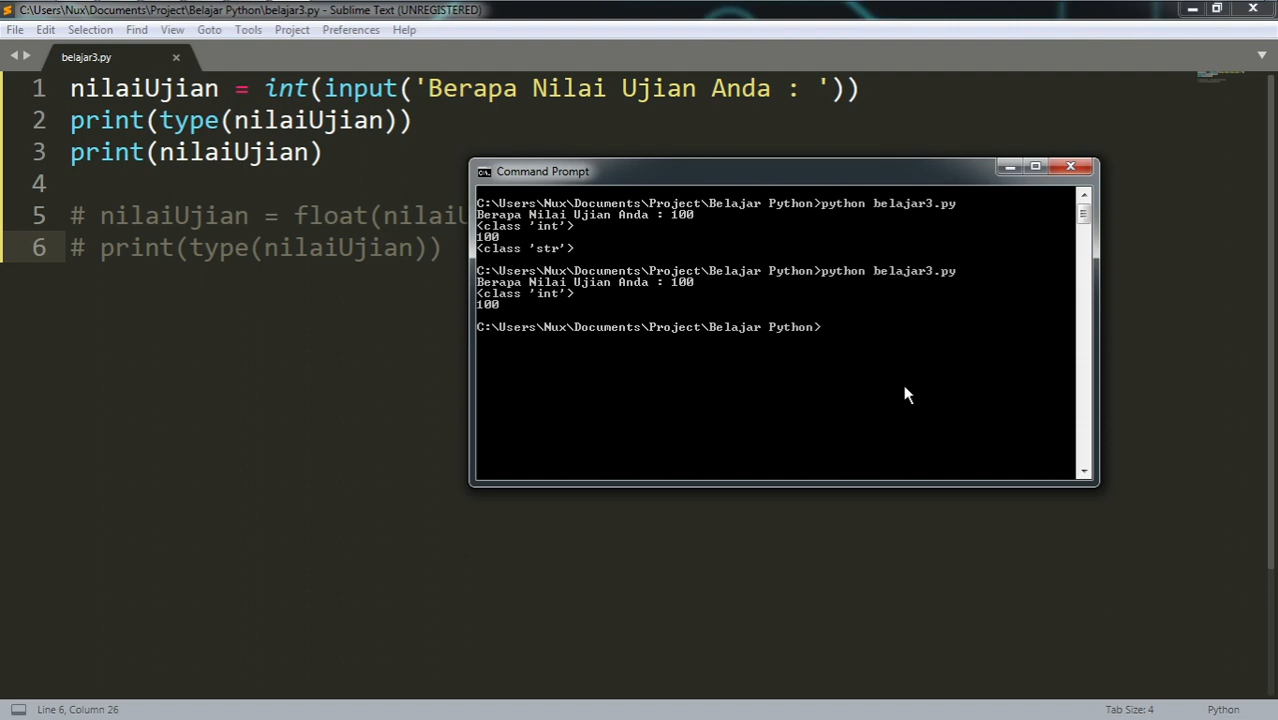 C:\Users\Nux\Documents\Project\Belajar Python\belajar3.py - Sublime Text (UNREGISTERED)
File Edit Selection Find View Goto Tools Project Preferences Help
belajar3.py
1 nilaiUjian = int(input('Berapa Nilai Ujian Anda : '))
2 print(type(nilaiUjian))
3 print(nilaiUjian)
4
5 # nilaiUjian = float(nilaiU
6 # print(type(nilaiUjian))
Command Prompt
C:\Users\Nux\Documents\Project\Belajar Python>python belajar3.py
Berapa Nilai Ujian Anda : 100
<class 'int'>
100
<class 'str'>
C:\Users\Nux\Documents\Project\Belajar Python>python belajar3.py
Berapa Nilai Ujian Anda : 100
<class 'int'>
100
C:\Users\Nux\Documents\Project\Belajar Python>
Line 6, Column 26
Tab Size: 4
Python